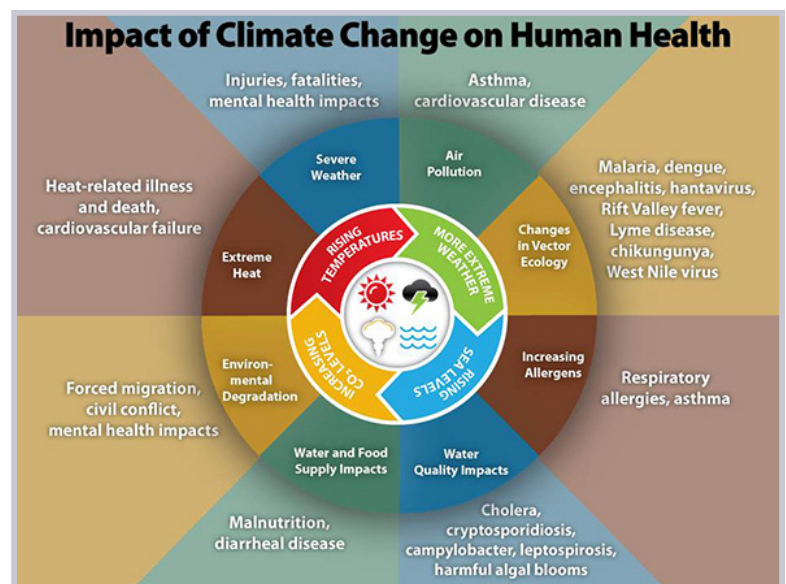 Impact of Climate Change on Human Health
Injuries, fatalities,
mental health impacts
Asthma,
cardiovascular disease
Severe
Weather
Air
Pollution
Heat-related illness
and death,
cardiovascular failure
Extreme
Heat
Malaria, dengue,
encephalitis, hantavirus,
Rift Valley fever,
Lyme disease,
chikungunya,
West Nile virus
Changes
in Vector
Ecology
RISING
TEMPERATURES
MORE EXTREME
WEATHER
RISING
SEA LEVELS
INCREASING
CO₂ LEVELS
Environ-
mental
Degradation
Forced migration,
civil conflict,
mental health impacts
Increasing
Allergens
Respiratory
allergies, asthma
Water and Food
Supply Impacts
Malnutrition,
diarrheal disease
Water
Quality Impacts
Cholera,
cryptosporidiosis,
campylobacter, leptospirosis,
harmful algal blooms